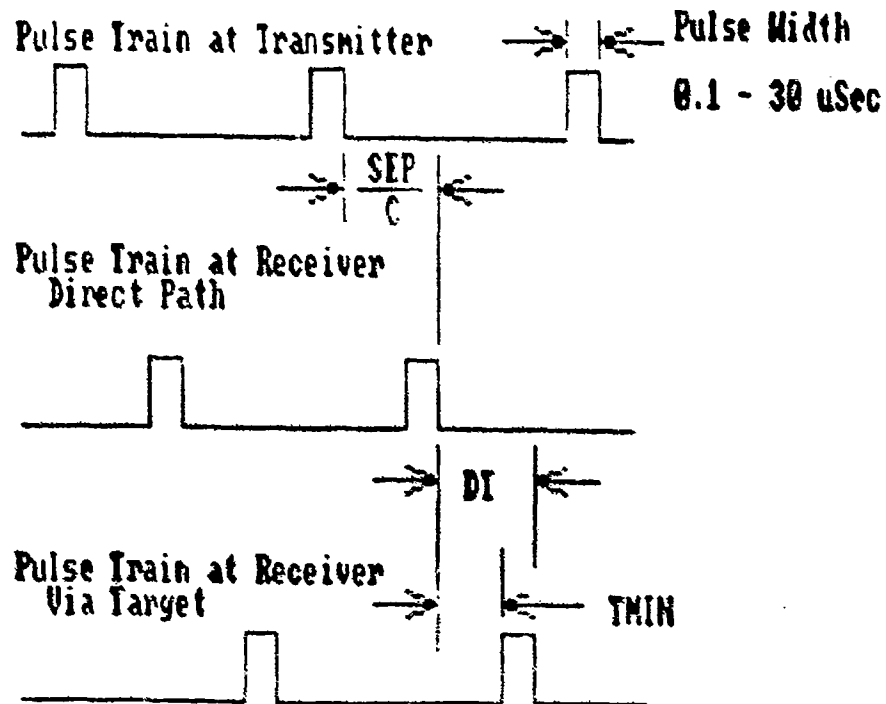 Pulse Train at Transmitter
Pulse Width
0.1 - 30 uSec
SEP
C
Pulse Train at Receiver
Direct Path
DT
Pulse Train at Receiver
Via Target
TMIN